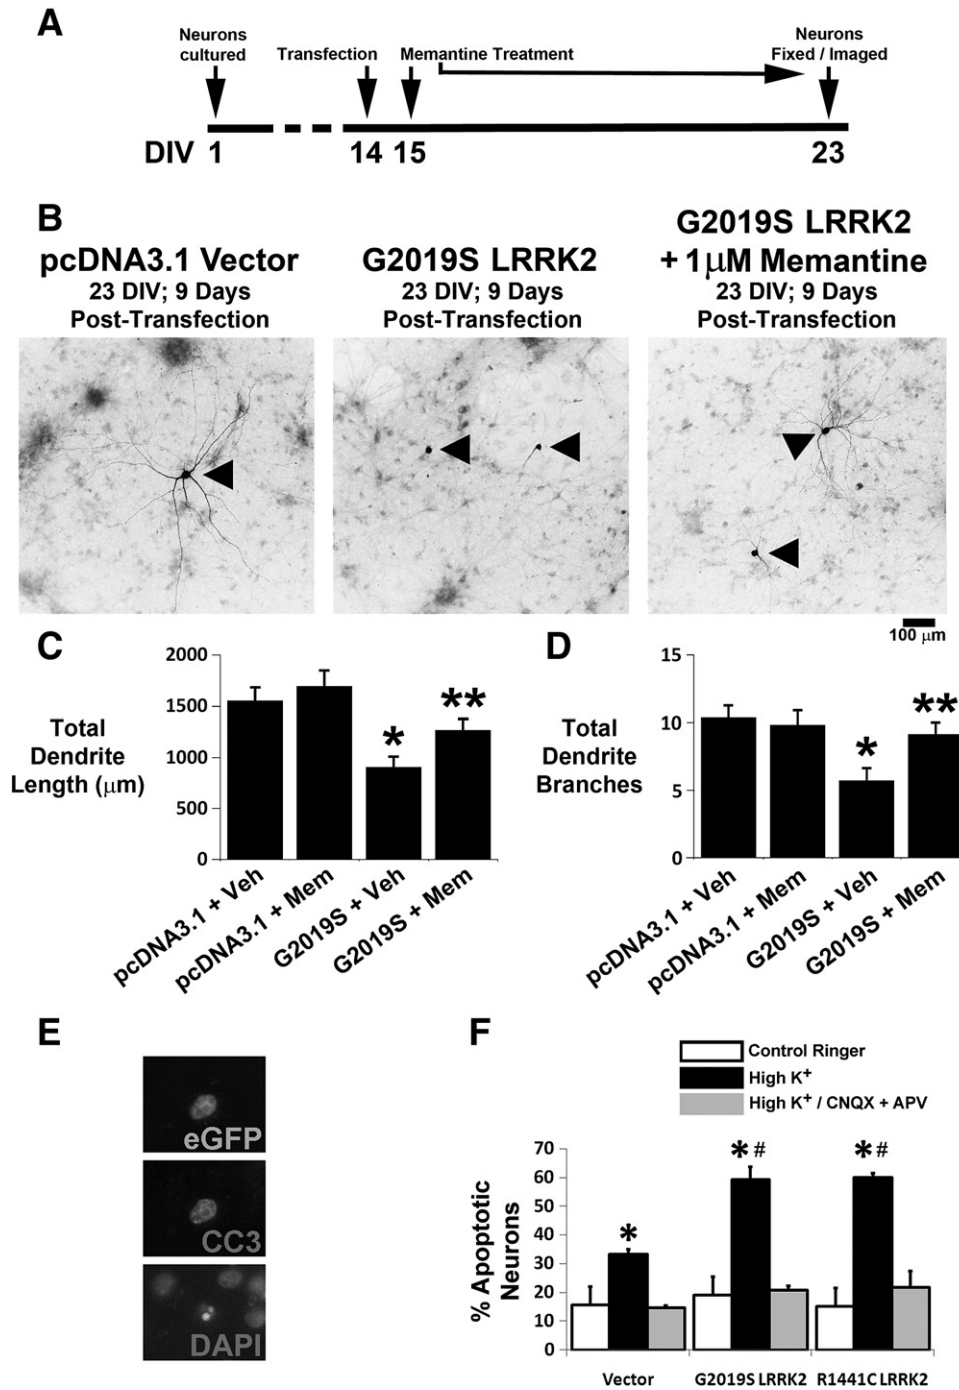 A
Neurons
cultured
Transfection
Memantine Treatment
Neurons
Fixed / Imaged
DIV 1 14 15 23
B
pcDNA3.1 Vector
23 DIV; 9 Days
Post-Transfection
G2019S LRRK2
23 DIV; 9 Days
Post-Transfection
G2019S LRRK2
+ 1μM Memantine
23 DIV; 9 Days
Post-Transfection
100 μm
C
Total
Dendrite
Length (μm)
2000
1500
1000
500
0
*
**
pcDNA3.1 + Veh
pcDNA3.1 + Mem
G2019S + Veh
G2019S + Mem
D
Total
Dendrite
Branches
15
10
5
0
*
**
pcDNA3.1 + Veh
pcDNA3.1 + Mem
G2019S + Veh
G2019S + Mem
E
eGFP
CC3
DAPI
F
Control Ringer
High K⁺
High K⁺ / CNQX + APV
% Apoptotic
Neurons
70
60
50
40
30
20
10
0
*
* #
* #
Vector
G2019S LRRK2
R1441C LRRK2